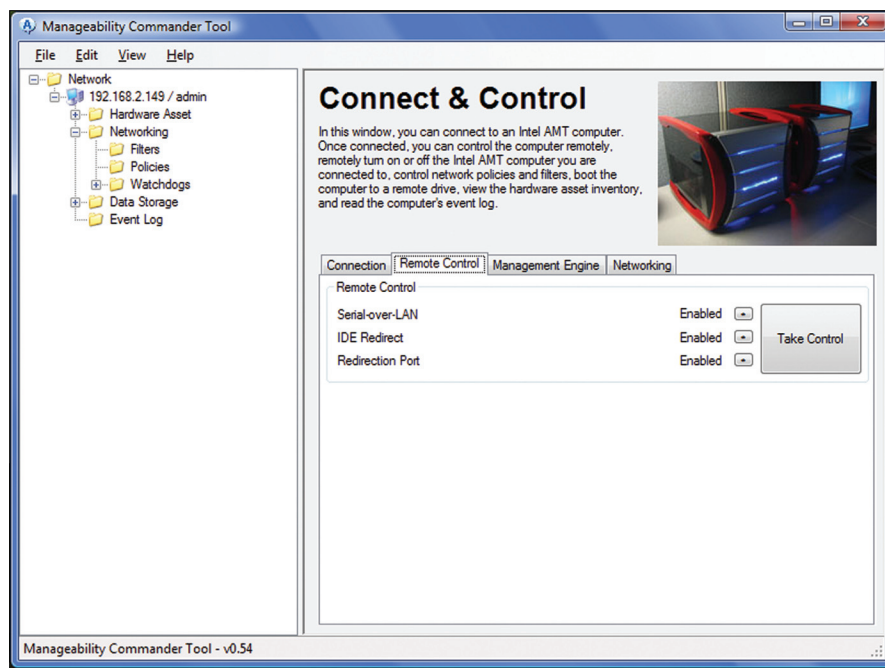 Manageability Commander Tool
File Edit View Help
Network
192.168.2.149 / admin
Hardware Asset
Networking
Filters
Policies
Watchdogs
Data Storage
Event Log
Connect & Control
In this window, you can connect to an Intel AMT computer.
Once connected, you can control the computer remotely,
remotely turn on or off the Intel AMT computer you are
connected to, control network policies and filters, boot the
computer to a remote drive, view the hardware asset inventory,
and read the computer's event log.
Connection Remote Control Management Engine Networking
Remote Control
Serial-over-LAN Enabled
IDE Redirect Enabled
Redirection Port Enabled
Take Control
Manageability Commander Tool - v0.54